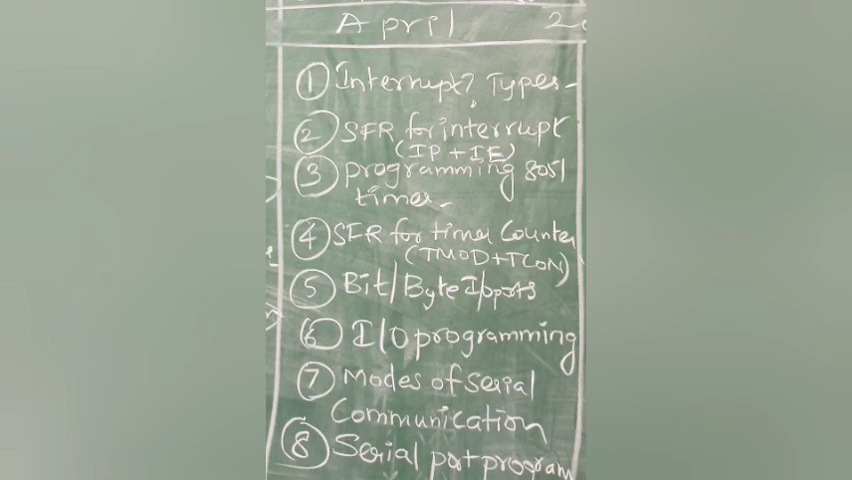 April
① Interrupt? Types -
② SFR for interrupt
(IP + IE)
③ programming 8051
timer -
④ SFR for timer Counter
(TMOD+TCON)
⑤ Bit/Byte I/O ports
⑥ I/O programming
⑦ Modes of serial
Communication
⑧ Serial port program